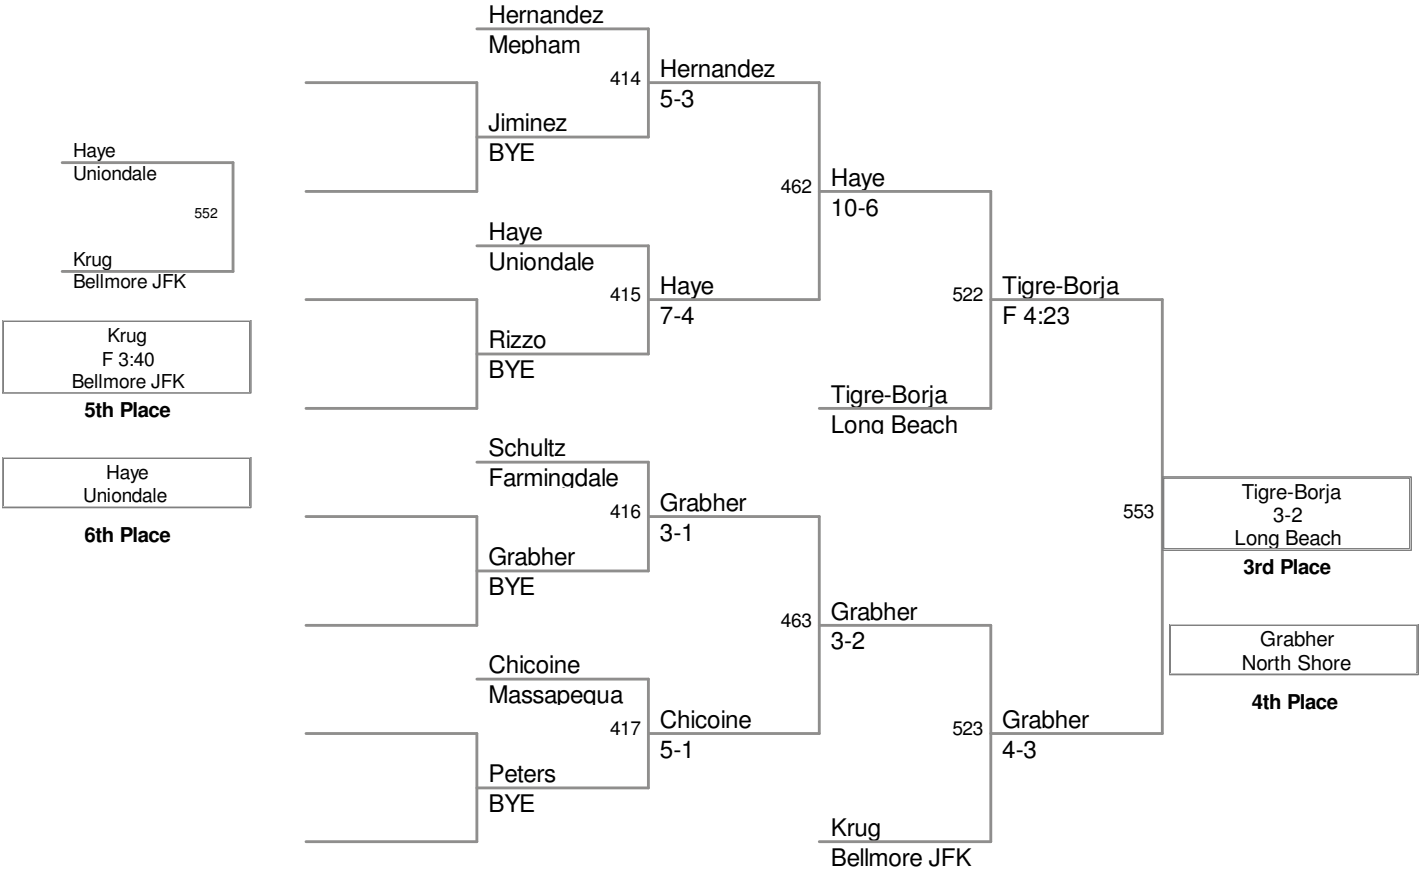 Hernandez
Mepham
414
Hernandez
5-3
Jiminez
BYE
Haye
Uniondale
552
Krug
Bellmore JFK
Krug
F 3:40
Bellmore JFK
5th Place
Haye
Uniondale
6th Place
462
Haye
10-6
Haye
Uniondale
415
Haye
7-4
Rizzo
BYE
522
Tigre-Borja
F 4:23
Tigre-Borja
Long Beach
Schultz
Farmingdale
416
Grabher
3-1
Grabher
BYE
553
Tigre-Borja
3-2
Long Beach
3rd Place
463
Grabher
3-2
Grabher
North Shore
4th Place
Chicoine
Massapequa
417
Chicoine
5-1
Peters
BYE
523
Grabher
4-3
Krug
Bellmore JFK